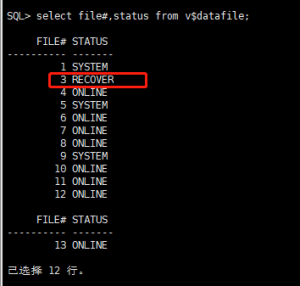 SQL> select file#,status from v$datafile;
FILE# STATUS
---------- -------
1 SYSTEM
3 RECOVER
4 ONLINE
5 SYSTEM
6 ONLINE
7 ONLINE
8 ONLINE
9 SYSTEM
10 ONLINE
11 ONLINE
12 ONLINE
FILE# STATUS
---------- -------
13 ONLINE
已选择 12 行。